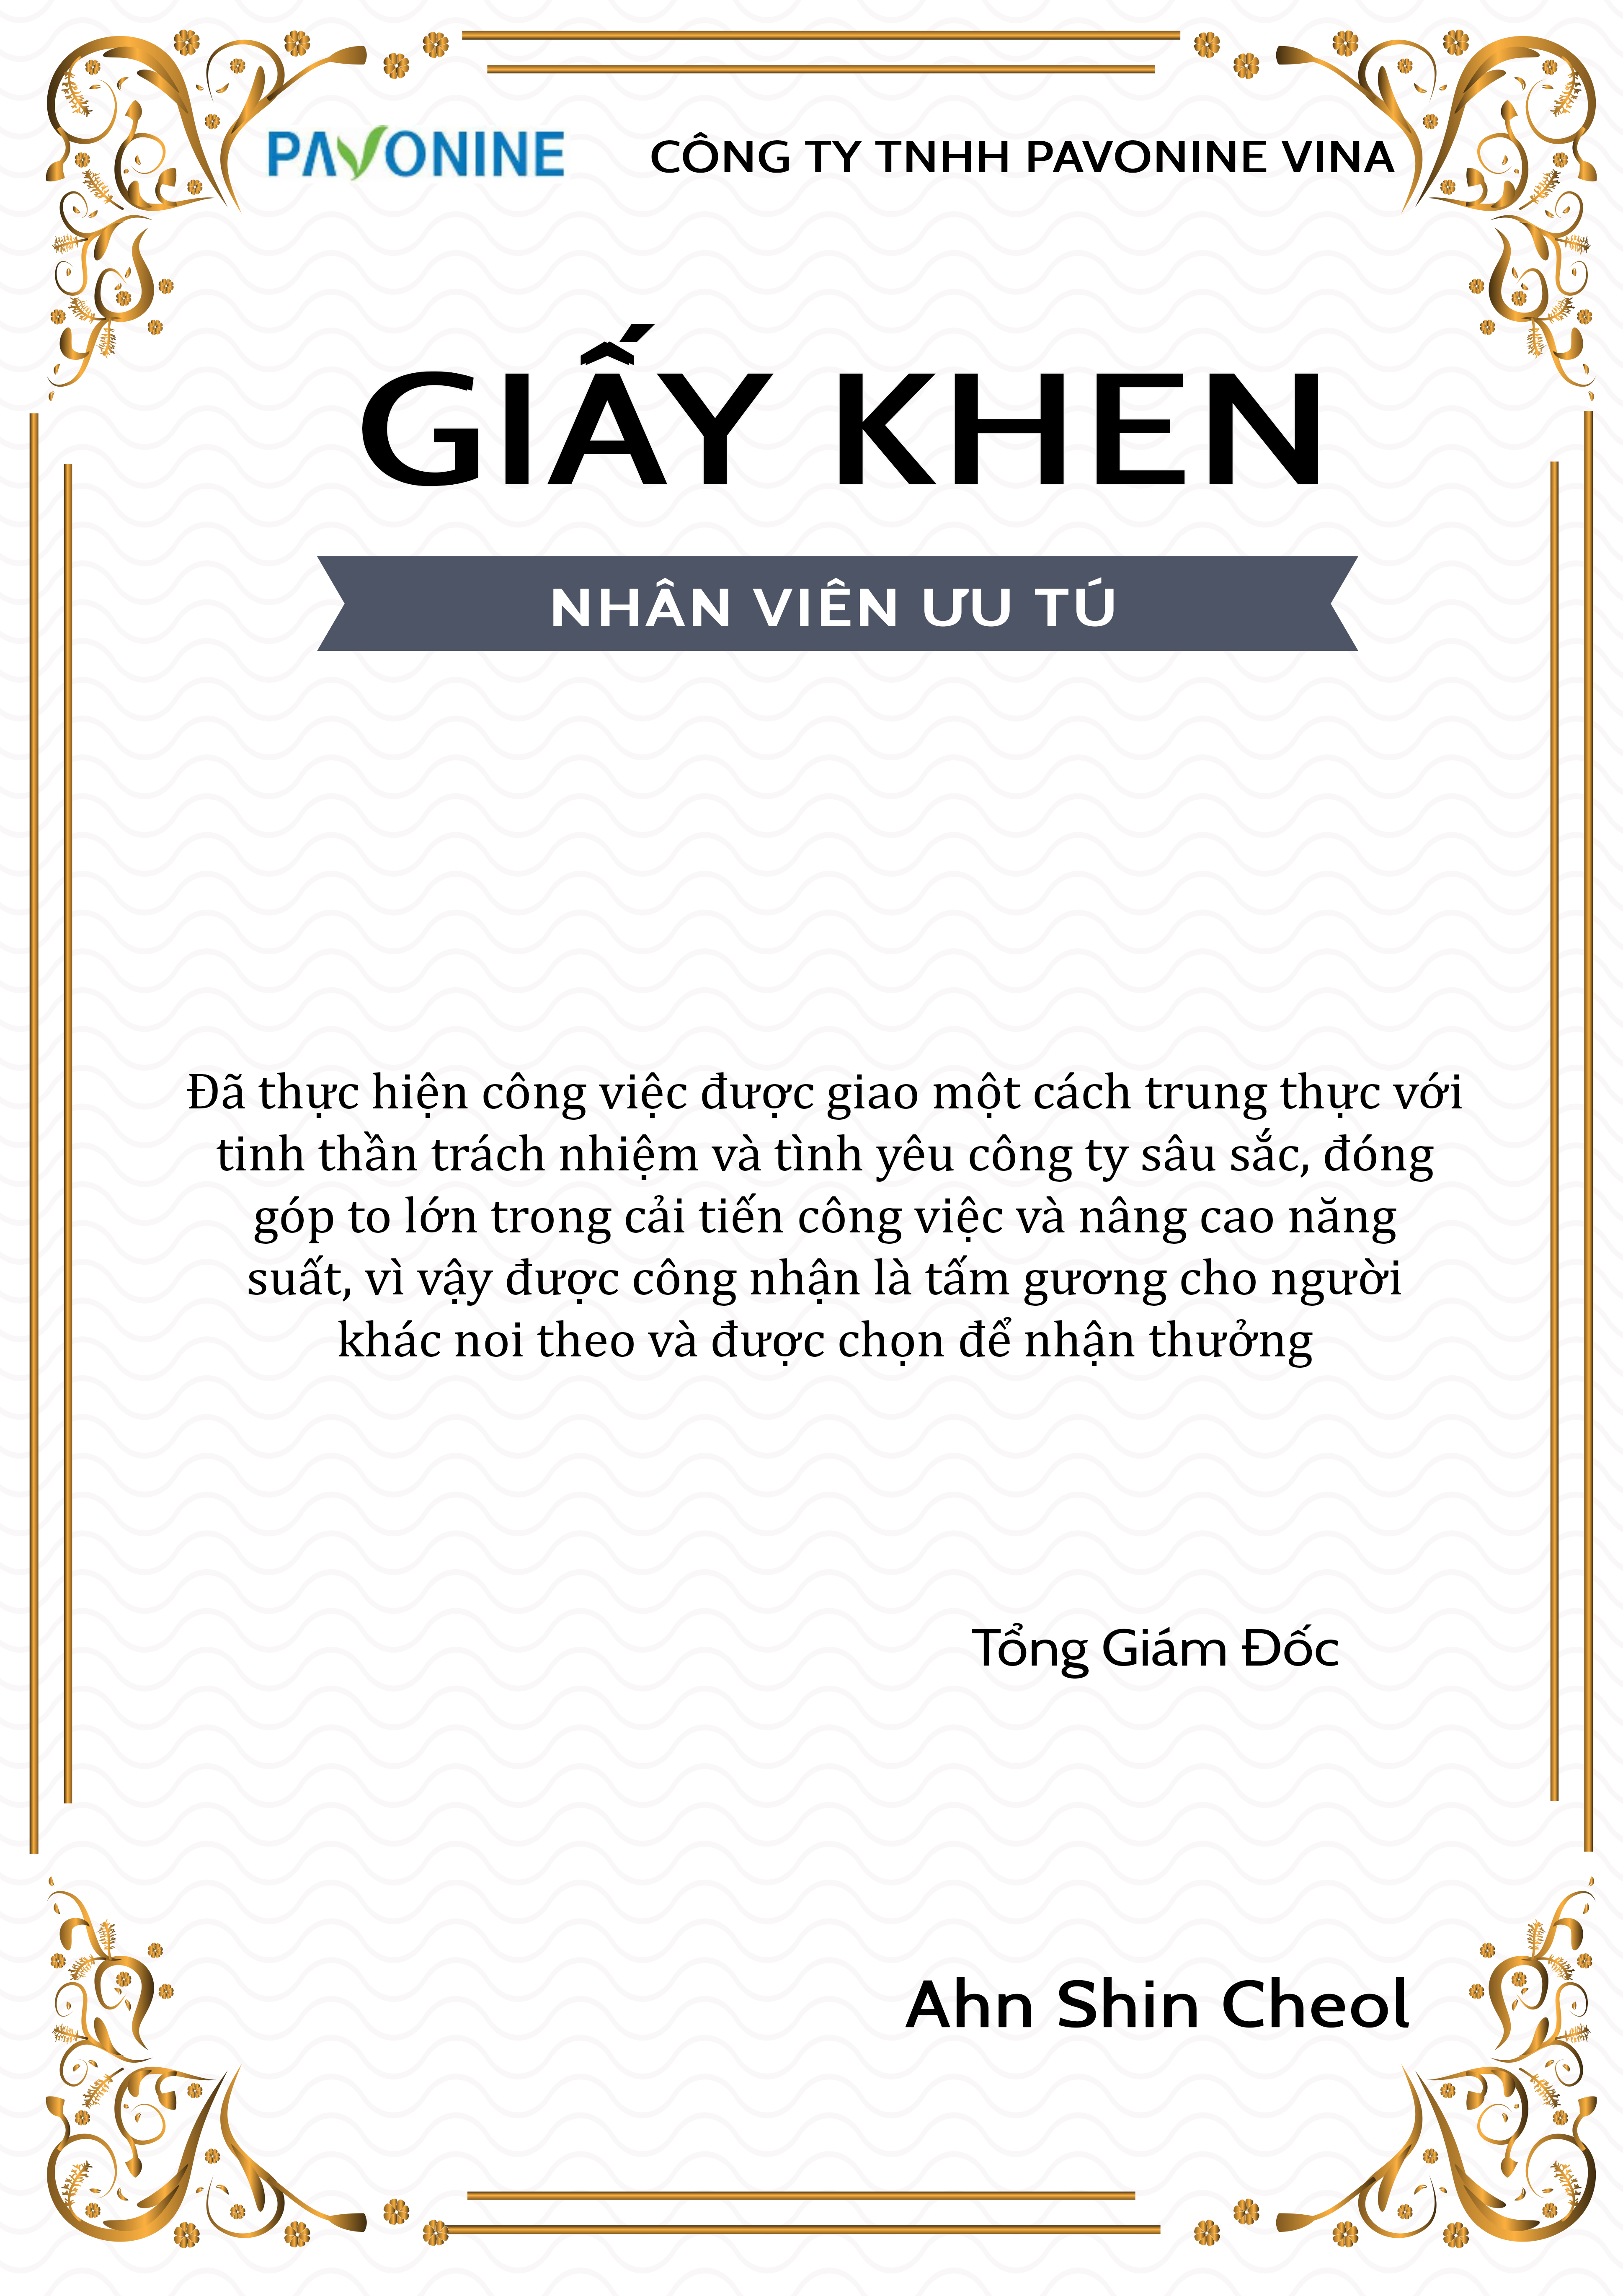 PAVONINE CÔNG TY TNHH PAVONINE VINA
GIẤY KHEN
NHÂN VIÊN ƯU TÚ
Đã thực hiện công việc được giao một cách trung thực với
tinh thần trách nhiệm và tình yêu công ty sâu sắc, đóng
góp to lớn trong cải tiến công việc và nâng cao năng
suất, vì vậy được công nhận là tấm gương cho người
khác noi theo và được chọn để nhận thưởng
Tổng Giám Đốc
Ahn Shin Cheol